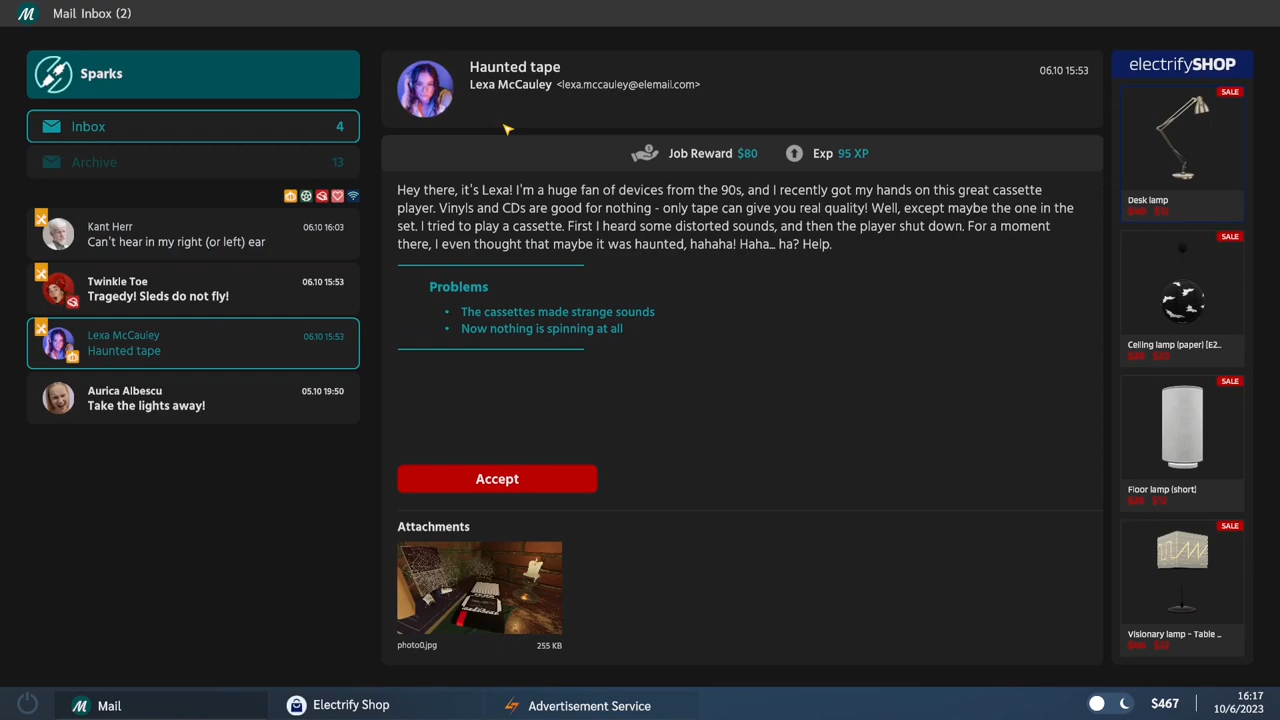 Mail Inbox (2)
Sparks
Inbox 4
Archive 13
Kant Herr 06.10 16:03
Can't hear in my right (or left) ear
Twinkle Toe 06.10 15:53
Tragedy! Sleds do not fly!
Lexa McCauley 06.10 15:53
Haunted tape
Aurica Albescu 05.10 19:50
Take the lights away!
Haunted tape
Lexa McCauley <lexa.mccauley@elemail.com>
06.10 15:53
Job Reward $80 Exp 95 XP
Hey there, it's Lexa! I'm a huge fan of devices from the 90s, and I recently got my hands on this great cassette
player. Vinyls and CDs are good for nothing - only tape can give you real quality! Well, except maybe the one in the
set. I tried to play a cassette. First I heard some distorted sounds, and then the player shut down. For a moment
there, I even thought that maybe it was haunted, hahaha! Haha... ha? Help.
Problems
• The cassettes made strange sounds
• Now nothing is spinning at all
Accept
Attachments
photo0.jpg 255 KB
electrifySHOP
SALE
Desk lamp
SALE
Ceiling lamp (paper) [E2...
SALE
Floor lamp (short)
SALE
Visionary lamp - Table ...
Mail
Electrify Shop
Advertisement Service
$467
16:17
10/6/2023